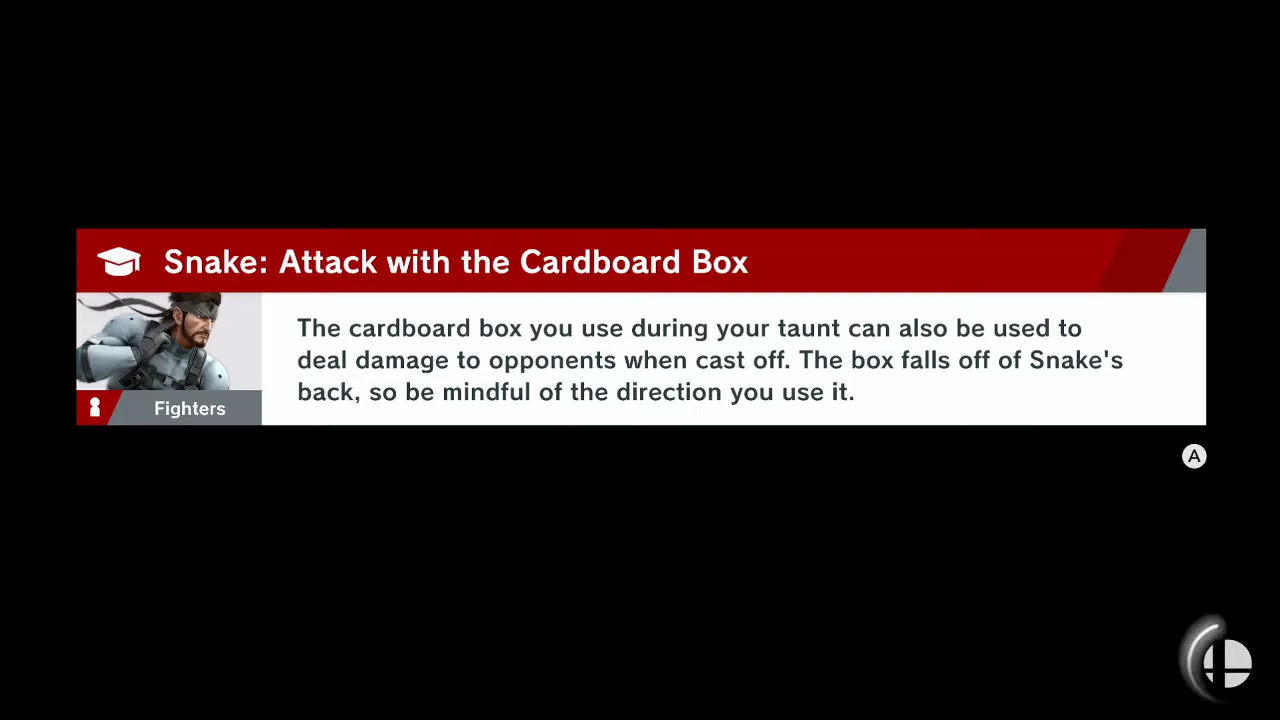 Snake: Attack with the Cardboard Box
The cardboard box you use during your taunt can also be used to
deal damage to opponents when cast off. The box falls off of Snake's
back, so be mindful of the direction you use it.
Fighters
A